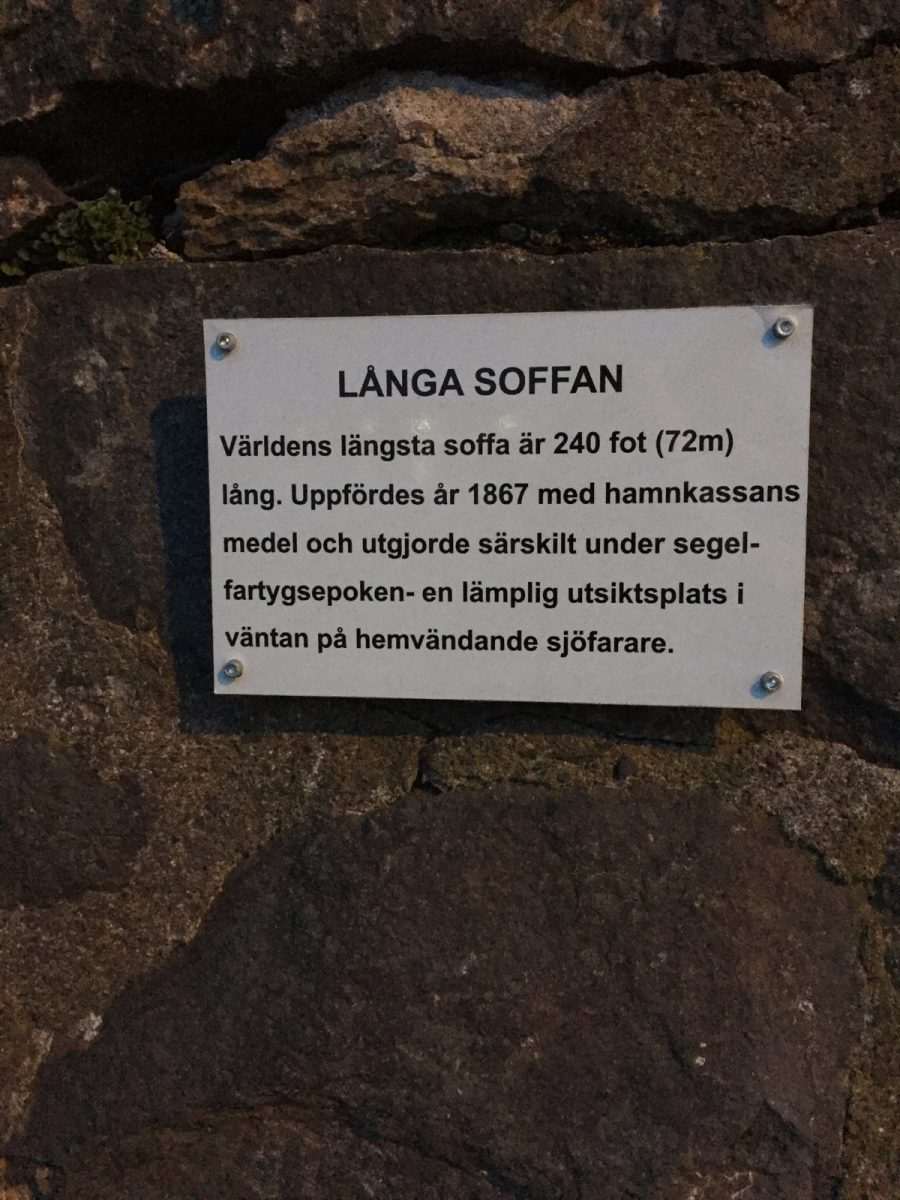 LÅNGA SOFFAN
Världens längsta soffa är 240 fot (72m)
lång. Uppfördes år 1867 med hamnkassans
medel och utgjorde särskilt under segel-
fartygsepoken- en lämplig utsiktsplats i
väntan på hemvändande sjöfarare.